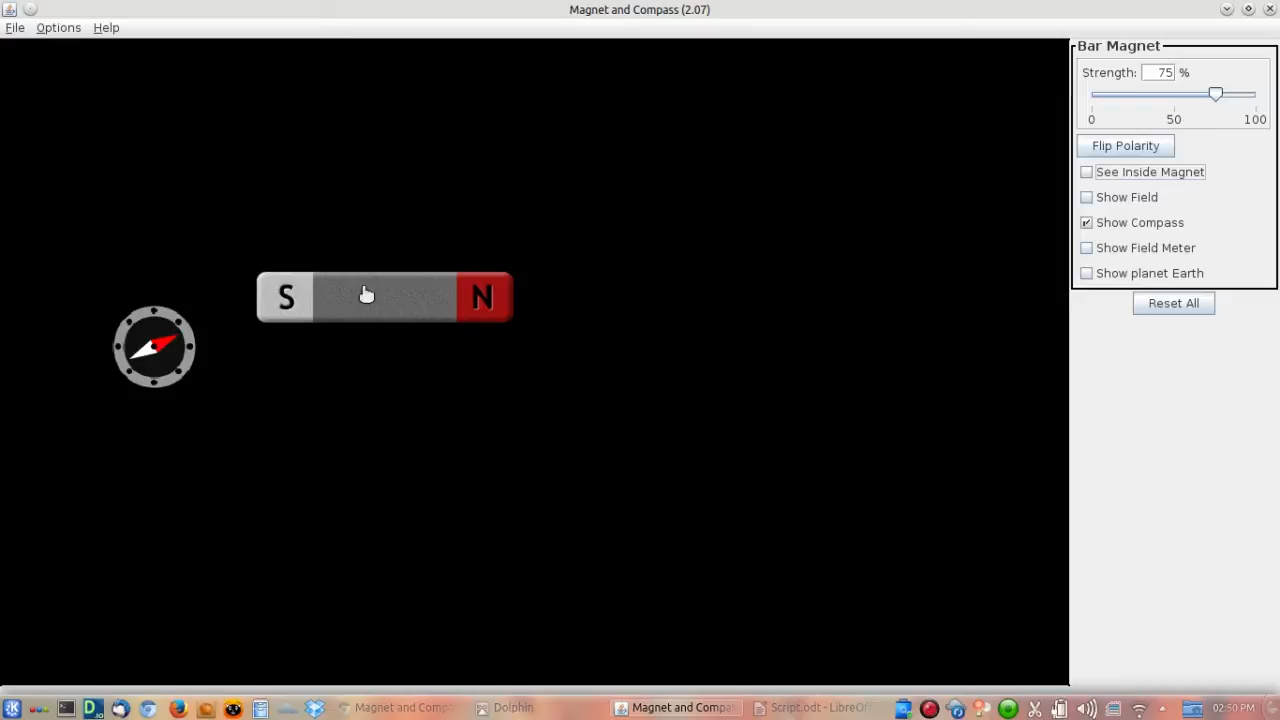 Magnet and Compass (2.07)
File Options Help
Bar Magnet
Strength: 75 %
0 50 100
Flip Polarity
See Inside Magnet
Show Field
Show Compass
Show Field Meter
Show planet Earth
Reset All
S N
Magnet and Compa
Dolphin
Magnet and Compa
Script.odt - LibreOff
02:50 PM